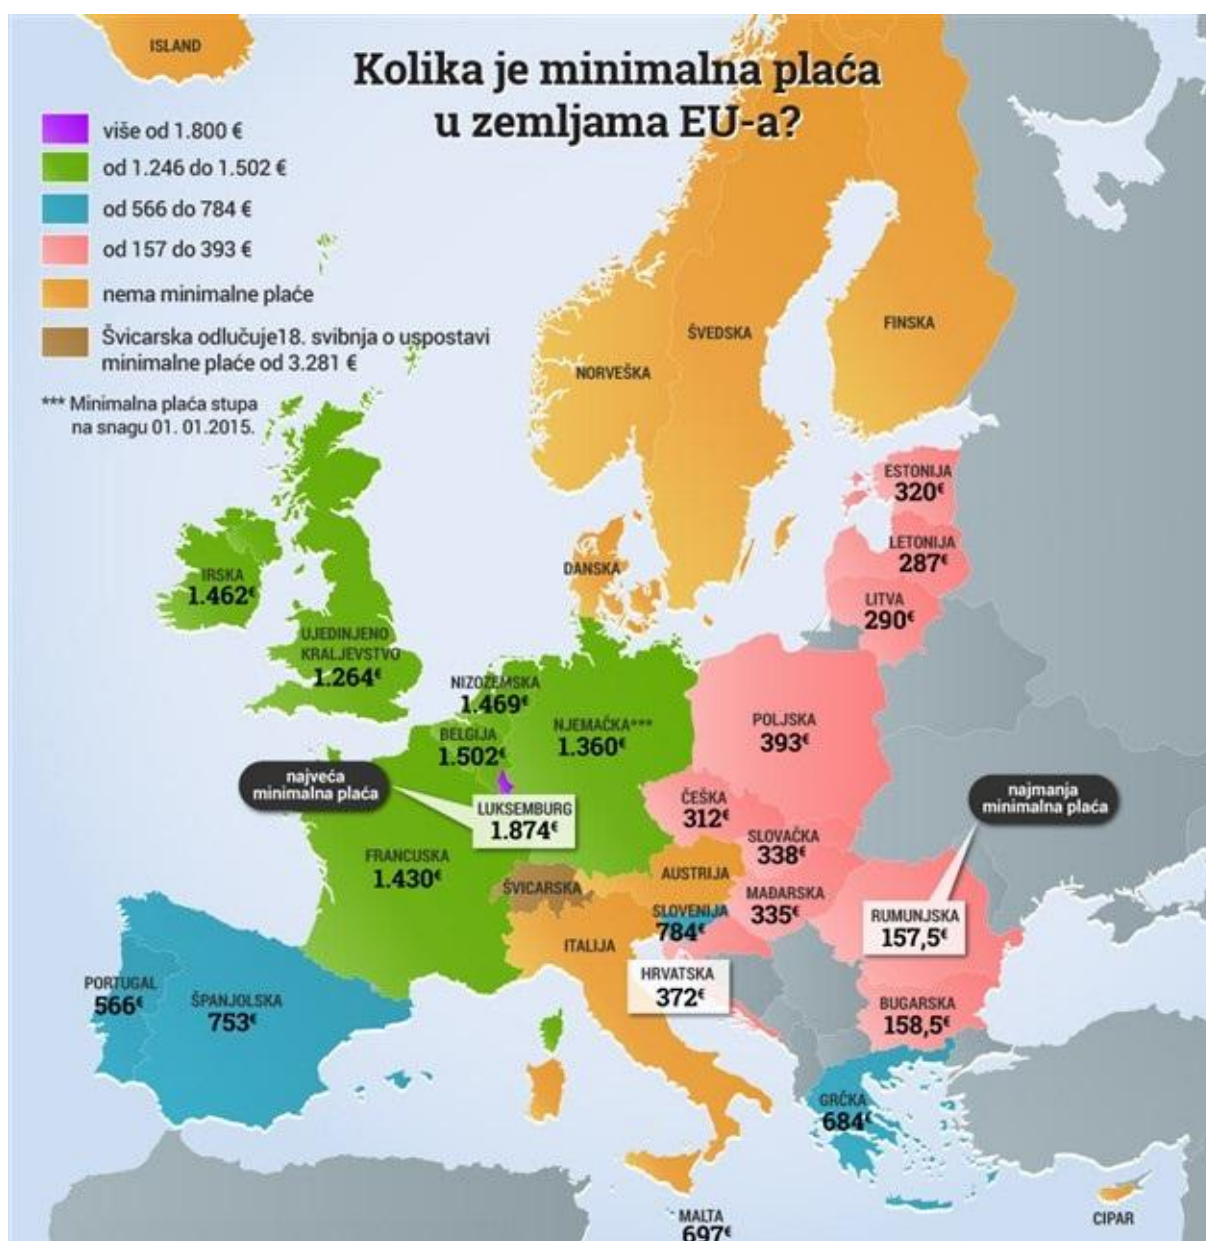 ISLAND
Kolika je minimalna plaća
u zemljama EU-a?
više od 1.800 €
od 1.246 do 1.502 €
od 566 do 784 €
od 157 do 393 €
nema minimalne plaće
Švicarska odlučuje18. svibnja o uspostavi
minimalne plaće od 3.281 €
*** Minimalna plaća stupa
na snagu 01. 01.2015.
NORVEŠKA
ŠVEDSKA
FINSKA
ESTONIJA
320€
LETONIJA
287€
LITVA
290€
DANSKA
IRSKA
1.462€
UJEDINJENO
KRALJEVSTVO
1.264€
NIZOZEMSKA
1.469€
BELGIJA
1.502€
NJEMAČKA***
1.360€
POLJSKA
393€
najveća
minimalna plaća
LUKSEMBURG
1.874€
ČEŠKA
312€
SLOVAČKA
338€
najmanja
minimalna plaća
FRANCUSKA
1.430€
ŠVICARSKA
AUSTRIJA
MAĐARSKA
335€
SLOVENIJA
784€
RUMUNJSKA
157,5€
ITALIJA
HRVATSKA
372€
PORTUGAL
566€
ŠPANJOLSKA
753€
BUGARSKA
158,5€
GRČKA
684€
MALTA
697€
CIPAR